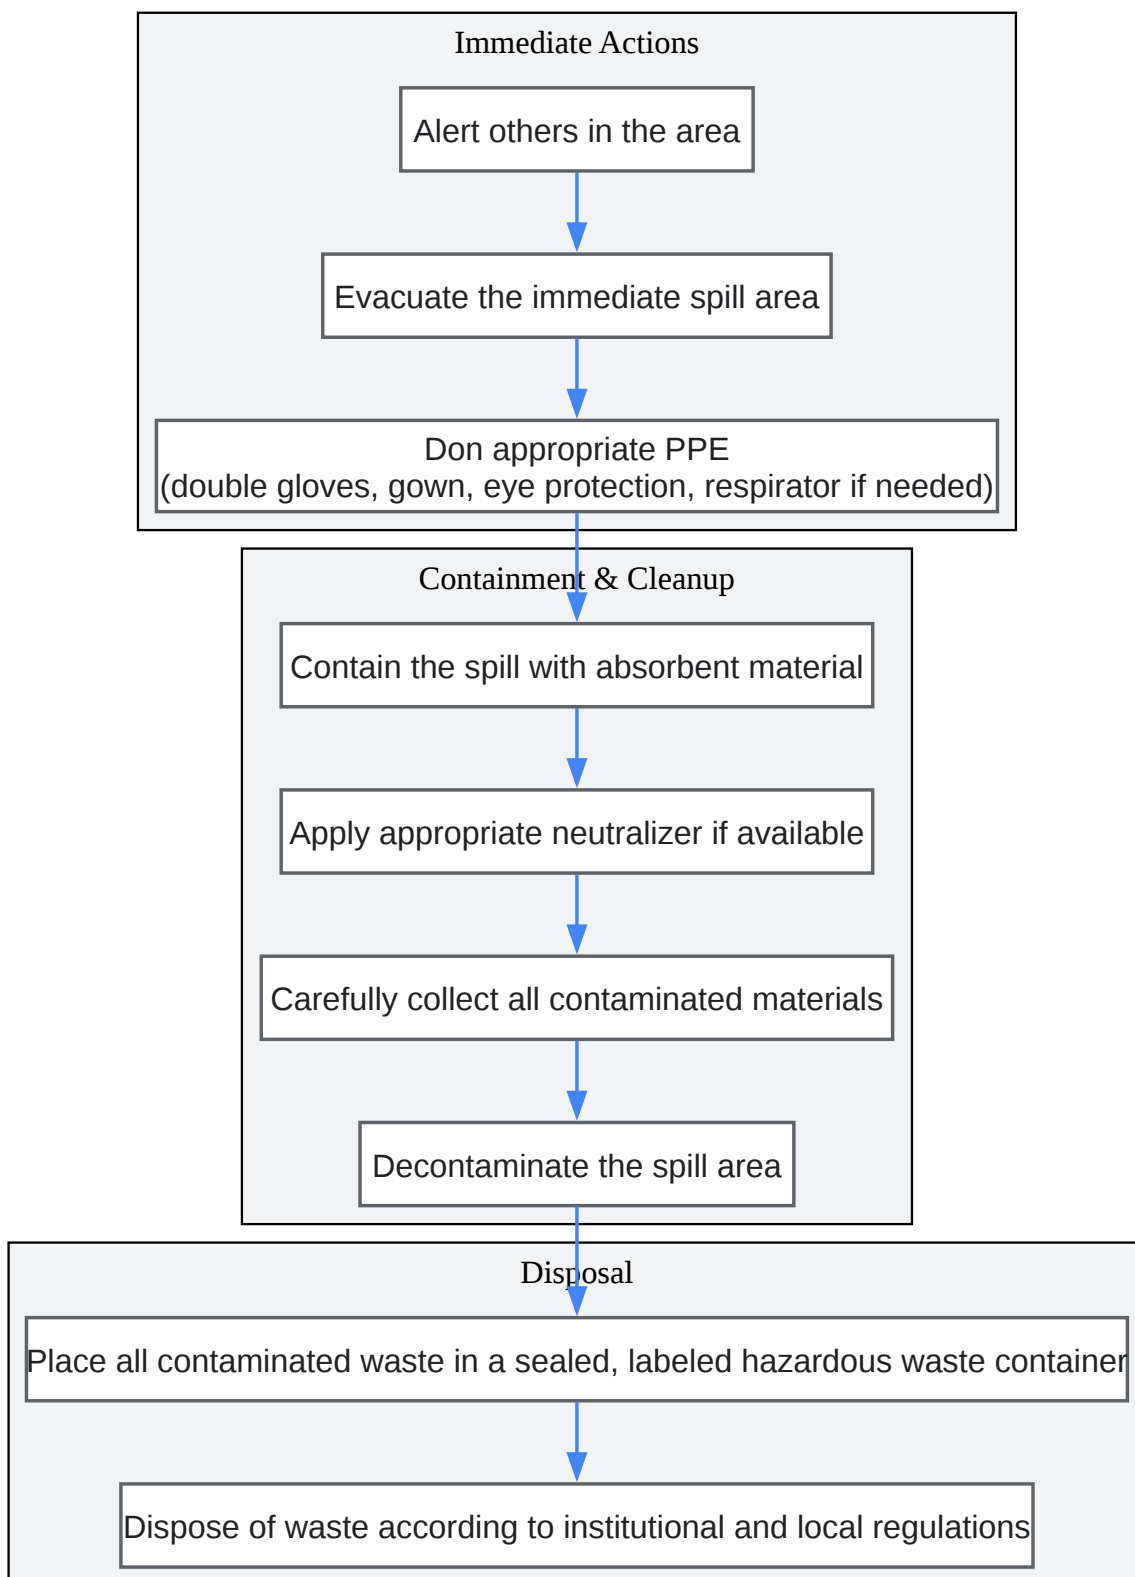 Immediate Actions
Alert others in the area
Evacuate the immediate spill area
Don appropriate PPE
(double gloves, gown, eye protection, respirator if needed)
Containment & Cleanup
Contain the spill with absorbent material
Apply appropriate neutralizer if available
Carefully collect all contaminated materials
Decontaminate the spill area
Disposal
Place all contaminated waste in a sealed, labeled hazardous waste container
Dispose of waste according to institutional and local regulations